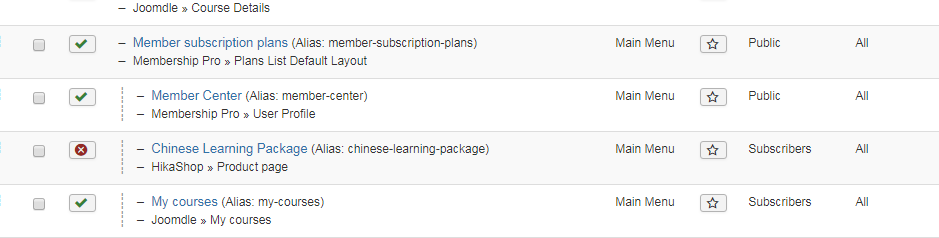 – Joomdle » Course Details
– Member subscription plans (Alias: member-subscription-plans) Main Menu Public All
– Membership Pro » Plans List Default Layout
– Member Center (Alias: member-center) Main Menu Public All
– Membership Pro » User Profile
– Chinese Learning Package (Alias: chinese-learning-package) Main Menu Subscribers All
– HikaShop » Product page
– My courses (Alias: my-courses) Main Menu Subscribers All
– Joomdle » My courses